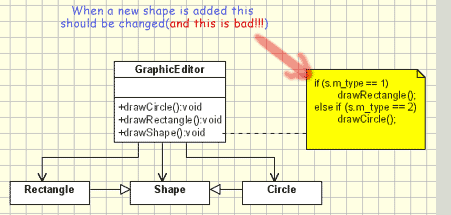 When a new shape is added this
should be changed(and this is bad!!!)
GraphicEditor
+drawCircle():void
+drawRectangle():void
+drawShape():void
if (s.m_type == 1)
drawRectangle();
else if (s.m_type == 2)
drawCircle();
Rectangle
Shape
Circle